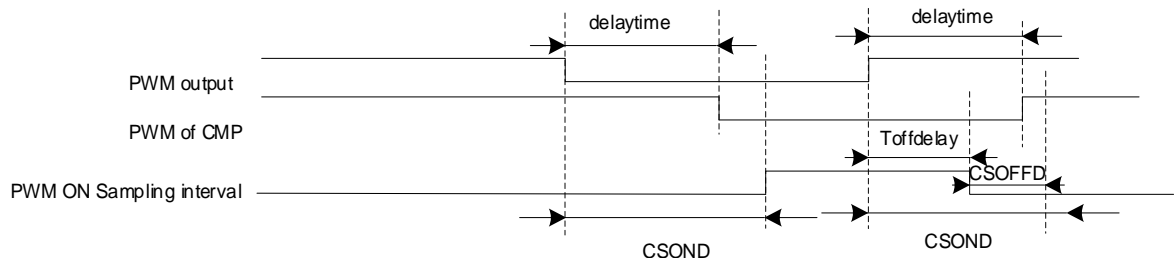 delaytime
delaytime
PWM output
PWM of CMP
Toffdelay
PWM ON Sampling interval
CSOFFD
CSOND
CSOND